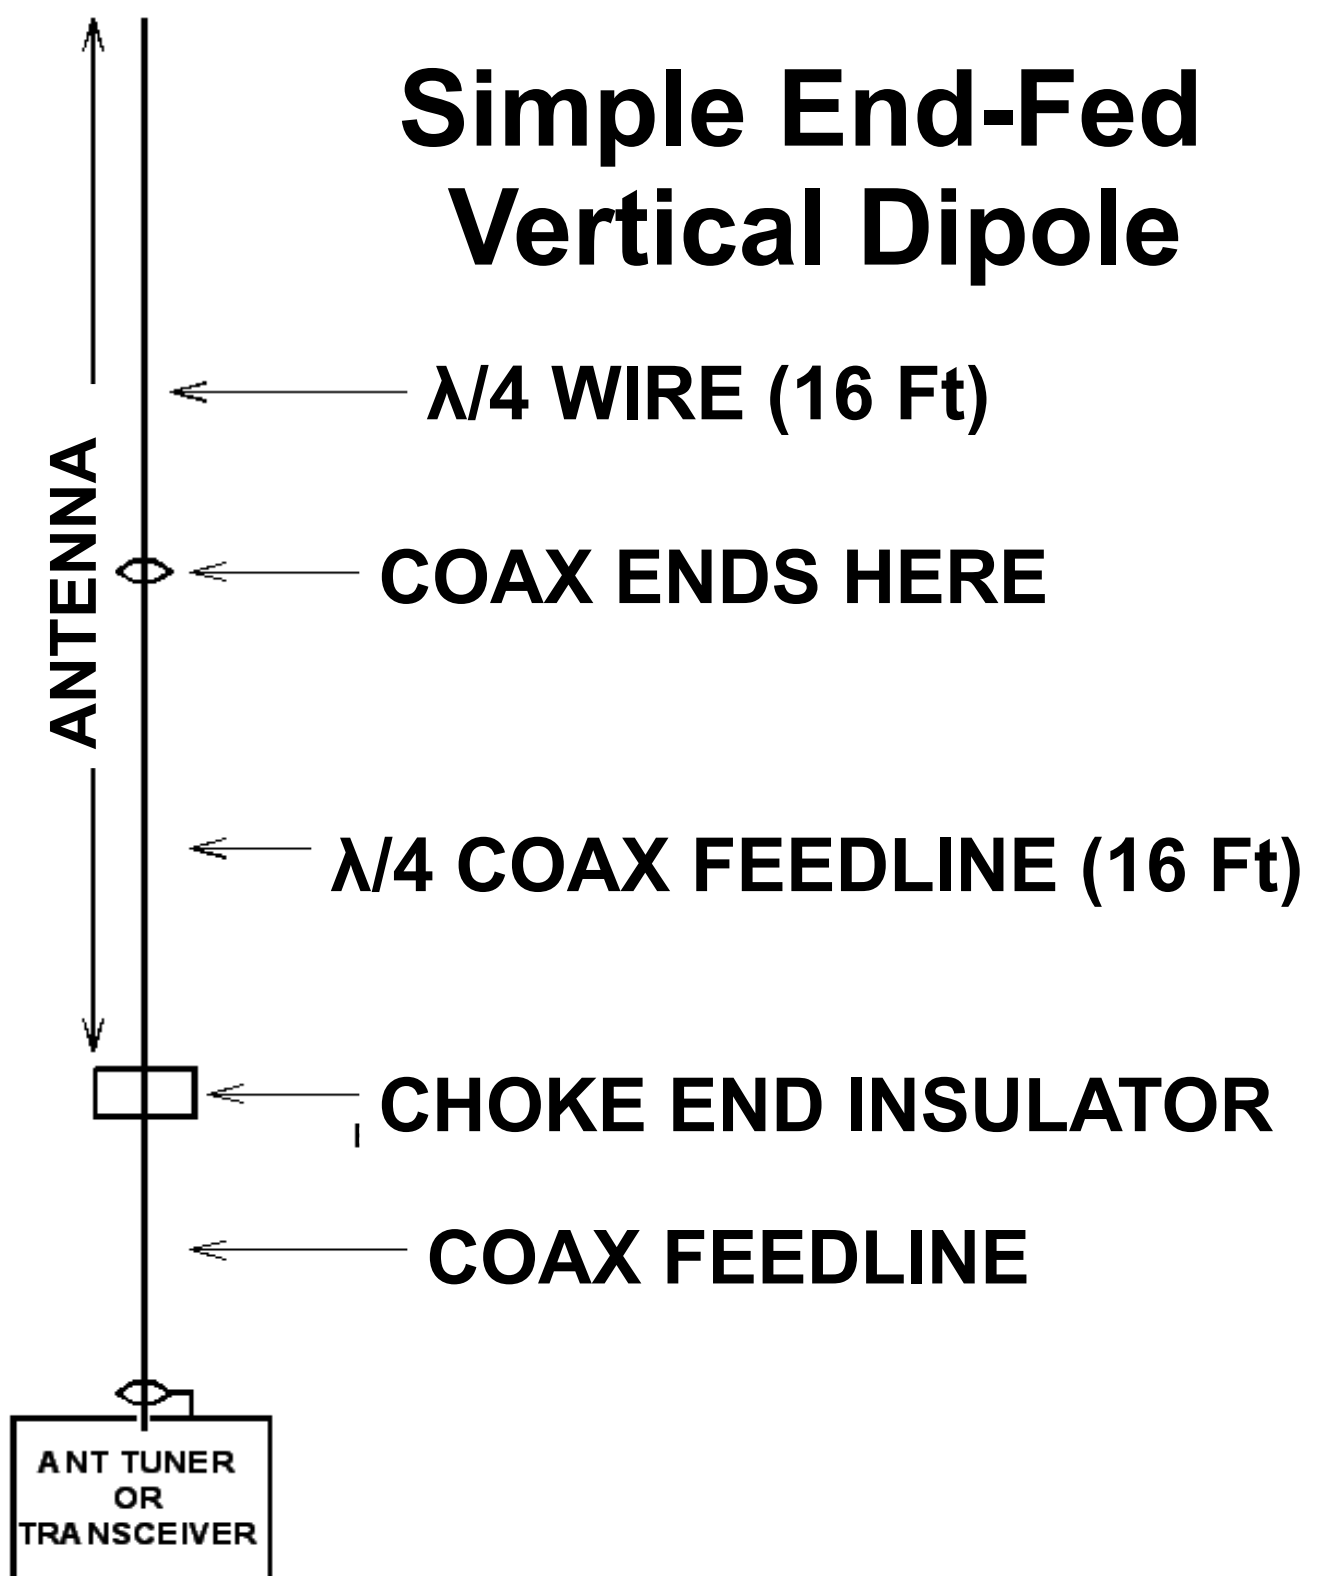 Simple End-Fed
Vertical Dipole
λ/4 WIRE (16 Ft)
ANTENNA
COAX ENDS HERE
λ/4 COAX FEEDLINE (16 Ft)
CHOKE END INSULATOR
COAX FEEDLINE
ANT TUNER
OR
TRANSCEIVER